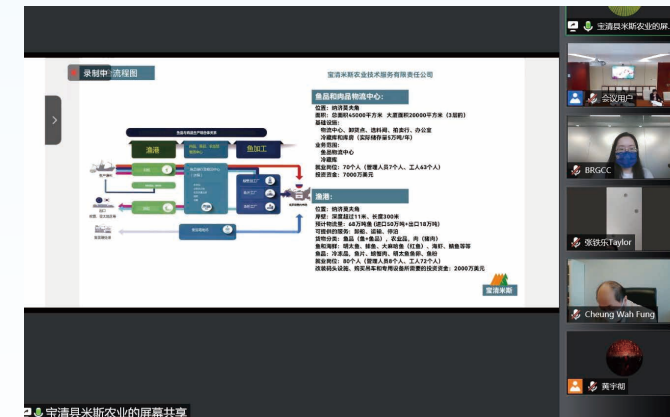 录制中
流程图
宝清米斯农业技术服务有限责任公司
鱼品和肉品物流中心：
位置：纳济莫夫角
面积：总面积45000平方米 大厦面积20000平方米（3层的）
基础设施：
物流中心、卸货点、选料间、拍卖行、办公室
冷藏库和库房（实际储存量5万吨/年）
业务范围：
鱼品物流中心
冷藏库
就业岗位：70个人（管理人员7个人、工人63个人）
投资资金：7000万美元
渔港
鱼加工
渔港：
位置：纳济莫夫角
岸壁：深度超过11米、长度300米
预计物流量：68万吨鱼（进口50万吨+出口18万吨）
可提供的服务：卸船、运输、停泊
货物分类：鱼品（鱼+鱼品）、农业品、肉（猪肉）
鱼和海鲜：明太鱼、鲱鱼、大麻哈鱼（红鱼）、海虾、鲭鱼等等
鱼品：冷冻品、鱼片、螃蟹肉、明太鱼鱼卵、鱼粉
就业岗位：80个人（管理人员8个人、工人72个人）
改装码头设施、购买吊车和专用设备所需要的投资资金：2000万美元
宝清米斯
宝清县米斯农业的屏幕共享
宝清县米斯农业的屏...
会议用户
BRGCC
张铁乐Taylor
Cheung Wah Fung
黄宇彻